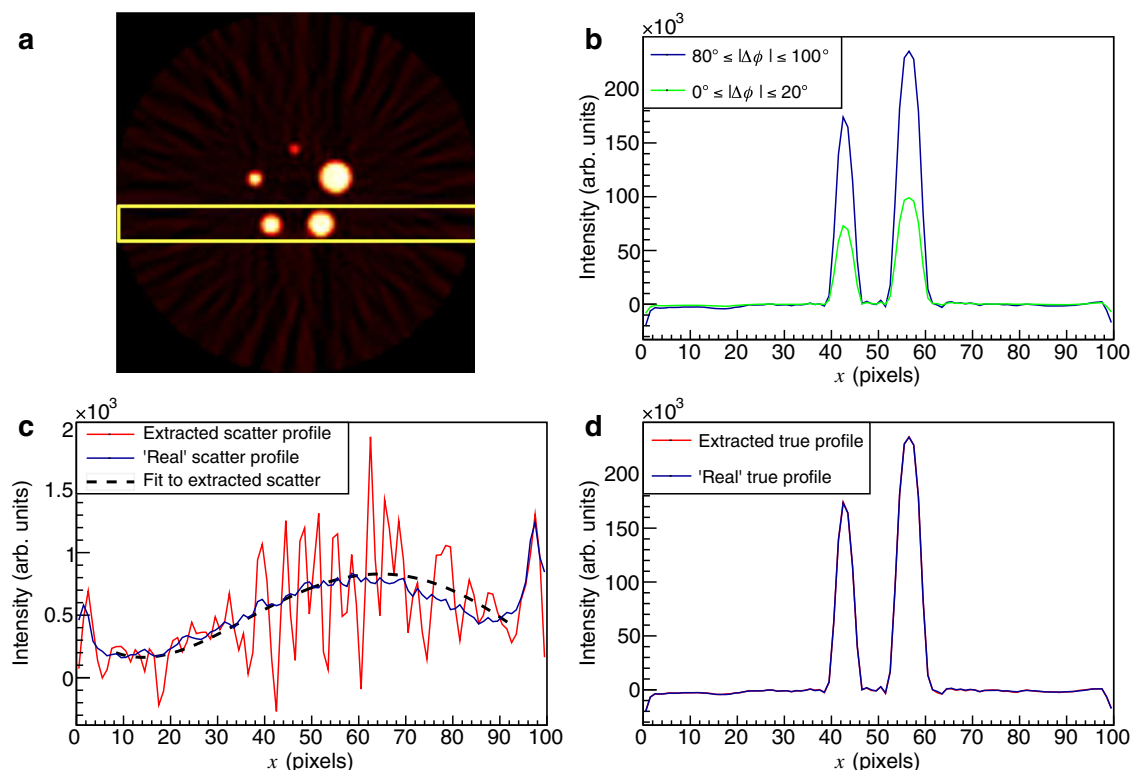 a
b
×10³
80° ≤ |Δϕ | ≤ 100°
0° ≤ |Δϕ | ≤ 20°
Intensity (arb. units)
200
150
100
50
0
0 10 20 30 40 50 60 70 80 90 100
x (pixels)
c
×10³
Extracted scatter profile
'Real' scatter profile
Fit to extracted scatter
Intensity (arb. units)
2
1.5
1
0.5
0
0 10 20 30 40 50 60 70 80 90 100
x (pixels)
d
×10³
Extracted true profile
'Real' true profile
Intensity (arb. units)
200
150
100
50
0
0 10 20 30 40 50 60 70 80 90 100
x (pixels)